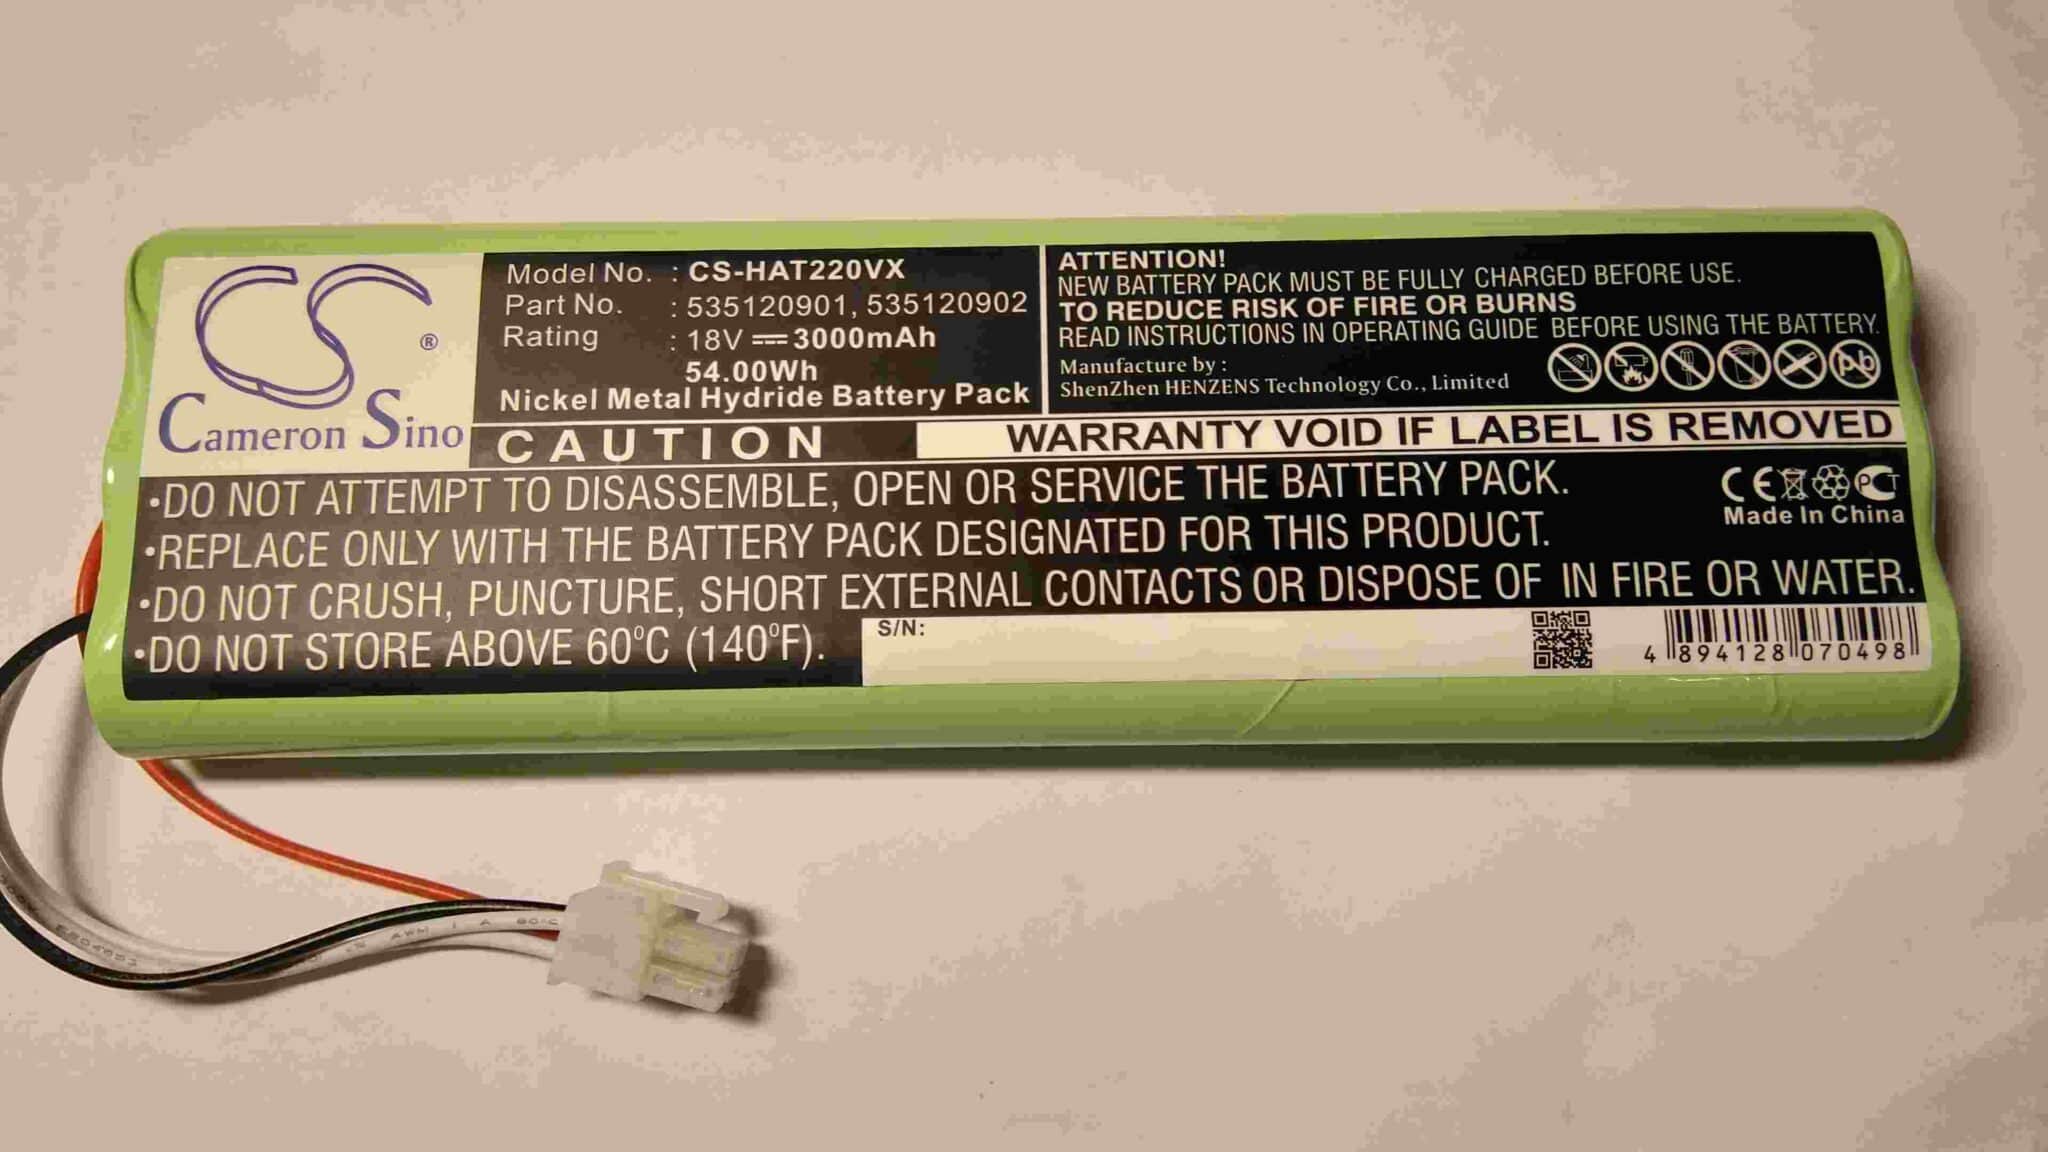 CS®
Cameron Sino
Model No. : CS-HAT220VX
Part No. : 535120901, 535120902
Rating : 18V 3000mAh
54.00Wh
Nickel Metal Hydride Battery Pack
ATTENTION!
NEW BATTERY PACK MUST BE FULLY CHARGED BEFORE USE.
TO REDUCE RISK OF FIRE OR BURNS
READ INSTRUCTIONS IN OPERATING GUIDE BEFORE USING THE BATTERY.
Manufacture by :
ShenZhen HENZENS Technology Co., Limited
Pb
CAUTION
WARRANTY VOID IF LABEL IS REMOVED
•DO NOT ATTEMPT TO DISASSEMBLE, OPEN OR SERVICE THE BATTERY PACK.
•REPLACE ONLY WITH THE BATTERY PACK DESIGNATED FOR THIS PRODUCT.
•DO NOT CRUSH, PUNCTURE, SHORT EXTERNAL CONTACTS OR DISPOSE OF IN FIRE OR WATER.
•DO NOT STORE ABOVE 60°C (140°F).
CE PCT
Made In China
S/N:
4 894128 070498
AWM I A 80°C